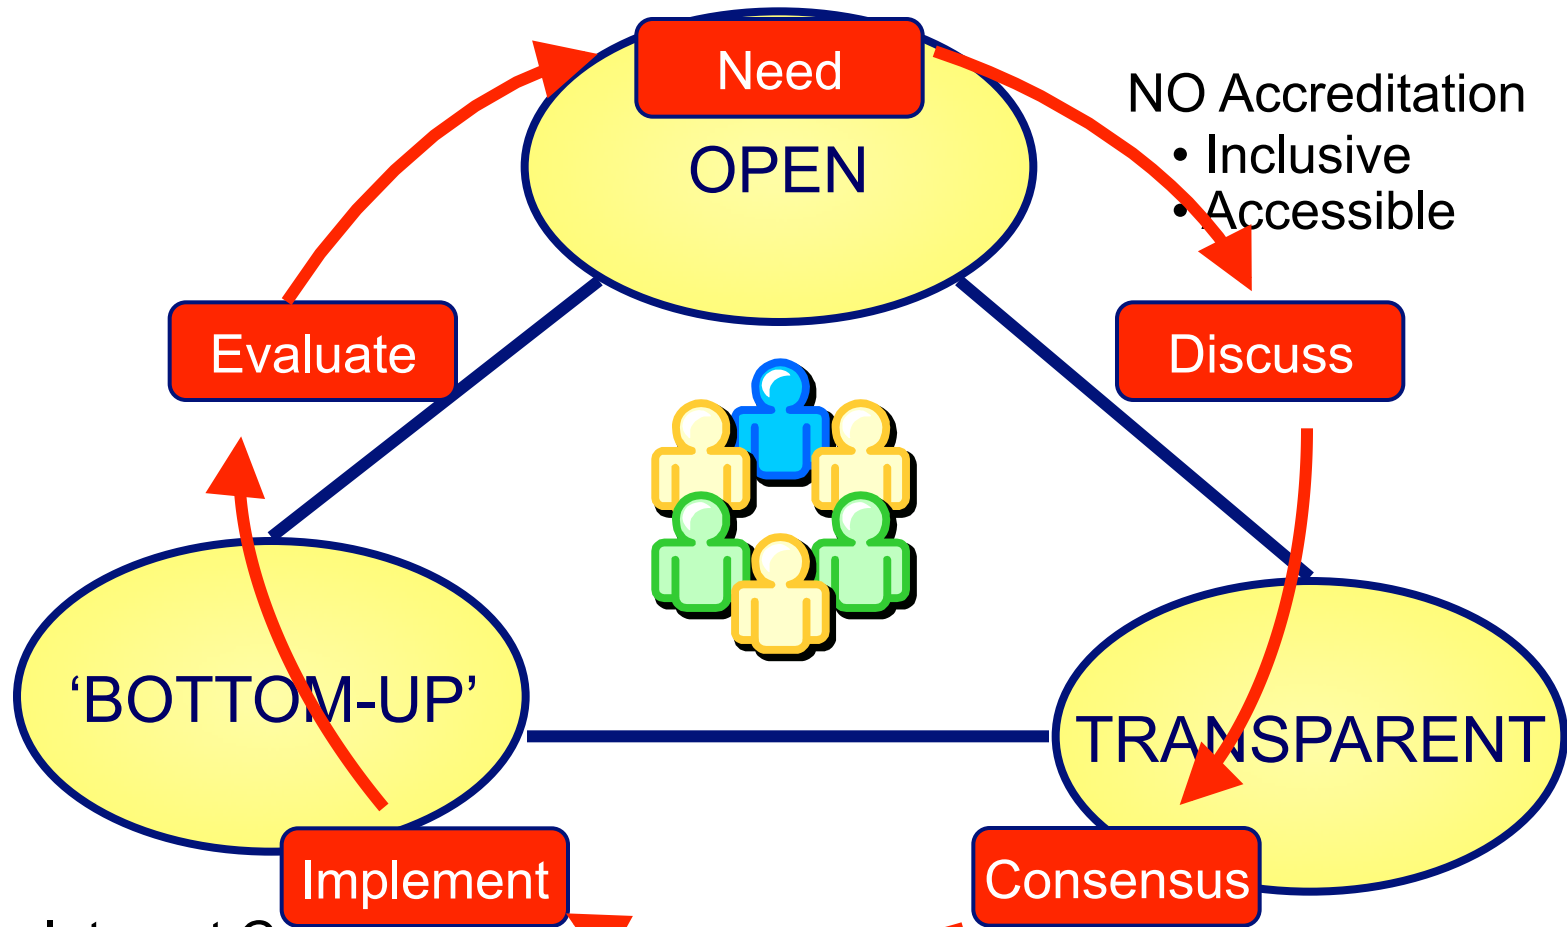 Need
OPEN
NO Accreditation
• Inclusive
• Accessible
Evaluate
Discuss
‘BOTTOM-UP’
TRANSPARENT
Implement
Consensus